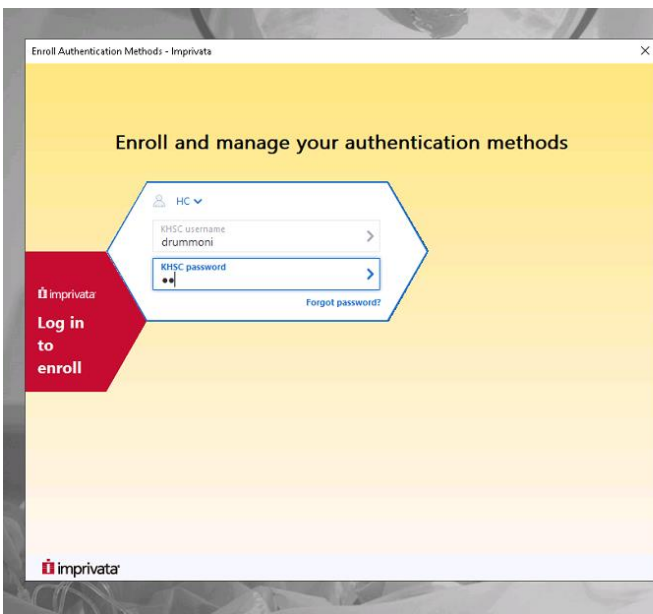 Enroll Authentication Methods - Imprivata
Enroll and manage your authentication methods
HC
KHSC username
drummoni
KHSC password
••
Forgot password?
imprivata
Log in
to
enroll
imprivata